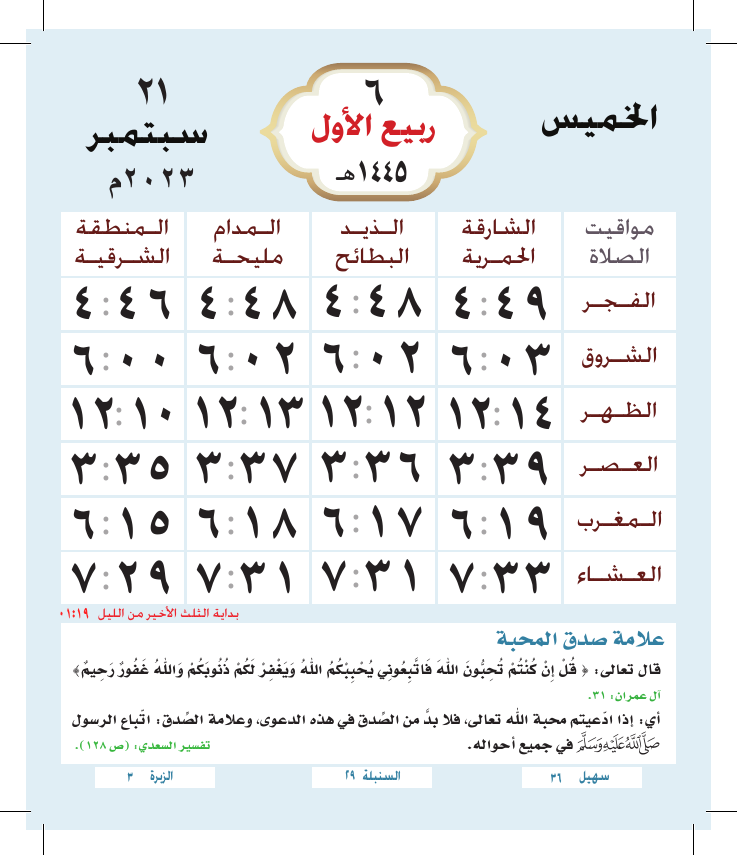 الخميس
٦
ربيع الأول
١٤٤٥هـ
٢١
سبتمبر
٢٠٢٣م
مواقيت الصلاة | الشارقة الحمرية | الذيد البطائح | المدام مليحة | المنطقة الشرقية
الفجر ٤:٤٩ ٤:٤٨ ٤:٤٨ ٤:٤٦
الشروق ٦:٠٣ ٦:٠٢ ٦:٠٢ ٦:٠٠
الظهر ١٢:١٤ ١٢:١٢ ١٢:١٣ ١٢:١٠
العصر ٣:٣٩ ٣:٣٦ ٣:٣٧ ٣:٣٥
المغرب ٦:١٩ ٦:١٧ ٦:١٨ ٦:١٥
العشاء ٧:٣٣ ٧:٣١ ٧:٣١ ٧:٢٩
بداية الثلث الأخير من الليل ٠١:١٩
علامة صدق المحبة
قال تعالى: ﴿ قُلْ إِنْ كُنْتُمْ تُحِبُّونَ اللهَ فَاتَّبِعُونِي يُحْبِبْكُمُ اللهُ وَيَغْفِرْ لَكُمْ ذُنُوبَكُمْ وَاللهُ غَفُورٌ رَحِيمٌ﴾
آل عمران: ٣١.
أي: إذا ادّعيتم محبة الله تعالى، فلا بدَّ من الصِّدق في هذه الدعوى، وعلامة الصِّدق: اتّباع الرسول
صَلَّى اللَّهُ عَلَيْهِ وَسَلَّمَ في جميع أحواله.
تفسير السعدي: (ص ١٢٨).
سهيل ٣٦
السنبلة ٢٩
الزبرة ٣